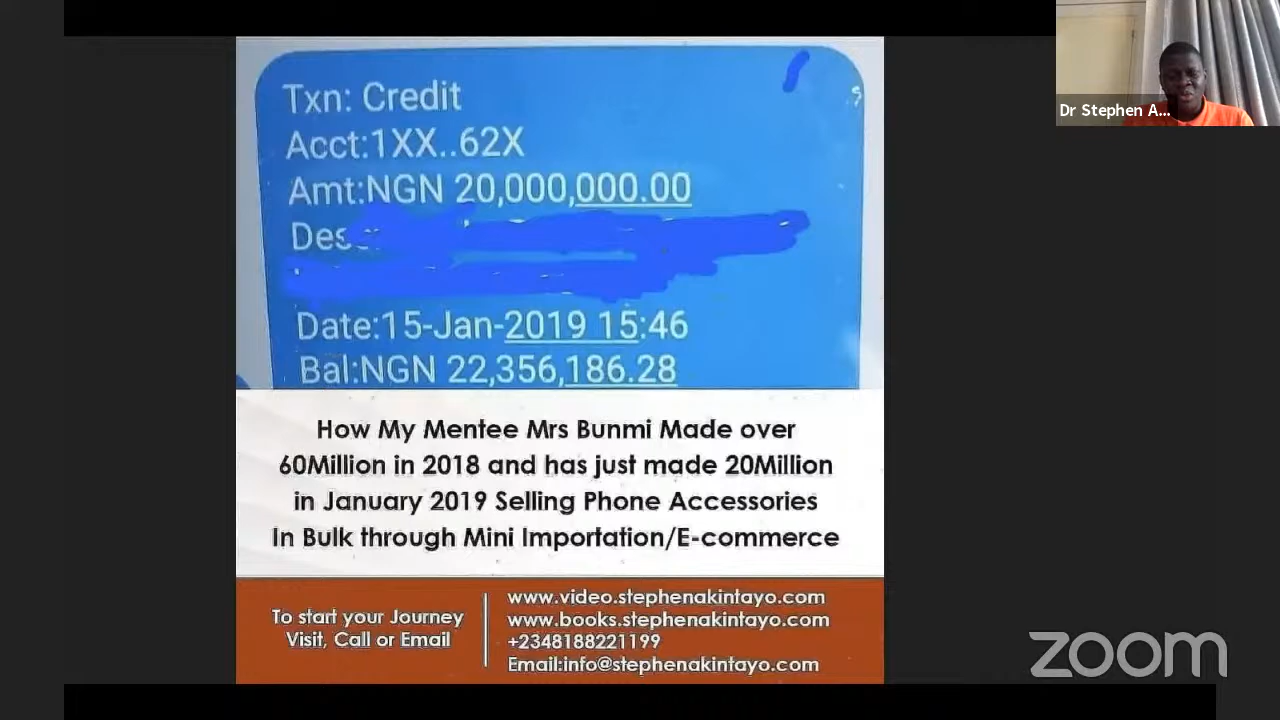 Txn: Credit
Acct:1XX..62X
Amt:NGN 20,000,000.00
Des
Date:15-Jan-2019 15:46
Bal:NGN 22,356,186.28
How My Mentee Mrs Bunmi Made over
60Million in 2018 and has just made 20Million
in January 2019 Selling Phone Accessories
In Bulk through Mini Importation/E-commerce
To start your Journey
Visit, Call or Email
www.video.stephenakintayo.com
www.books.stephenakintayo.com
+2348188221199
Email:info@stephenakintayo.com
Dr Stephen A...
zoom